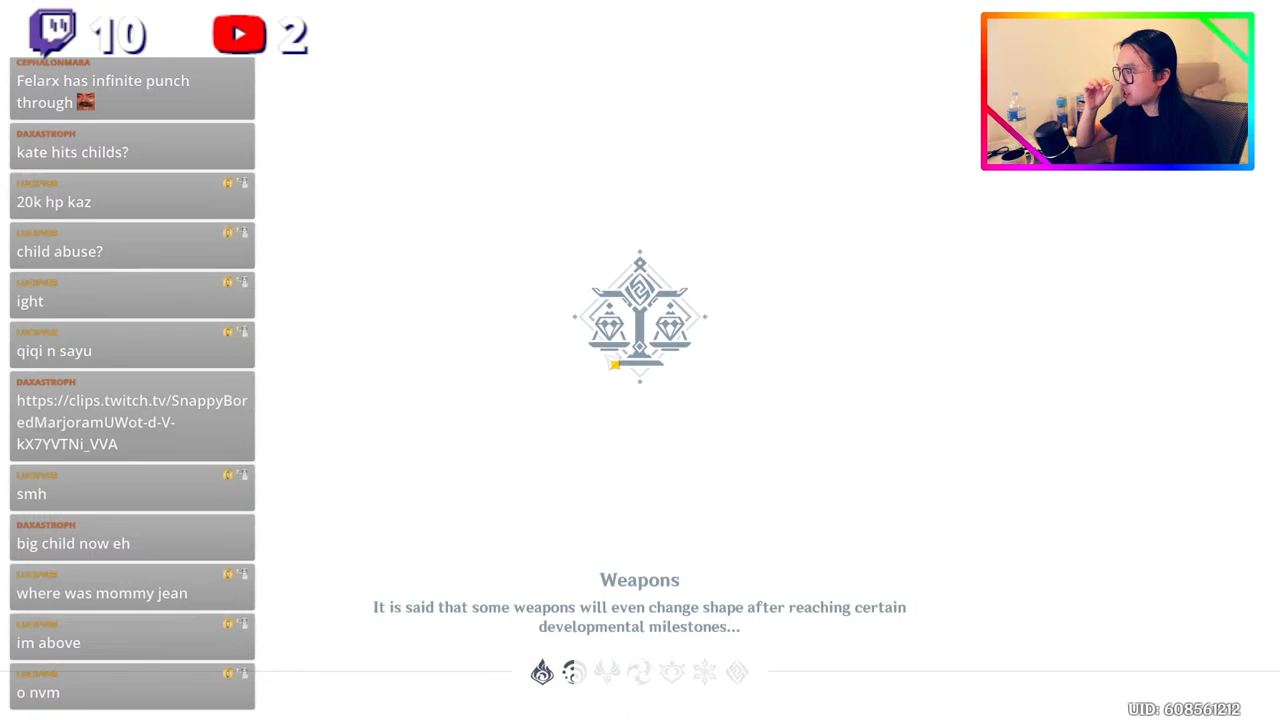 10 2
CEPHALONMARA
Felarx has infinite punch
through
DAXASTROPH
kate hits childs?
20k hp kaz
child abuse?
ight
qiqi n sayu
DAXASTROPH
https://clips.twitch.tv/SnappyBor
edMarjoramUWot-d-V-
kX7YVTNi_VVA
smh
DAXASTROPH
big child now eh
where was mommy jean
im above
o nvm
Weapons
It is said that some weapons will even change shape after reaching certain
developmental milestones...
UID: 608561212